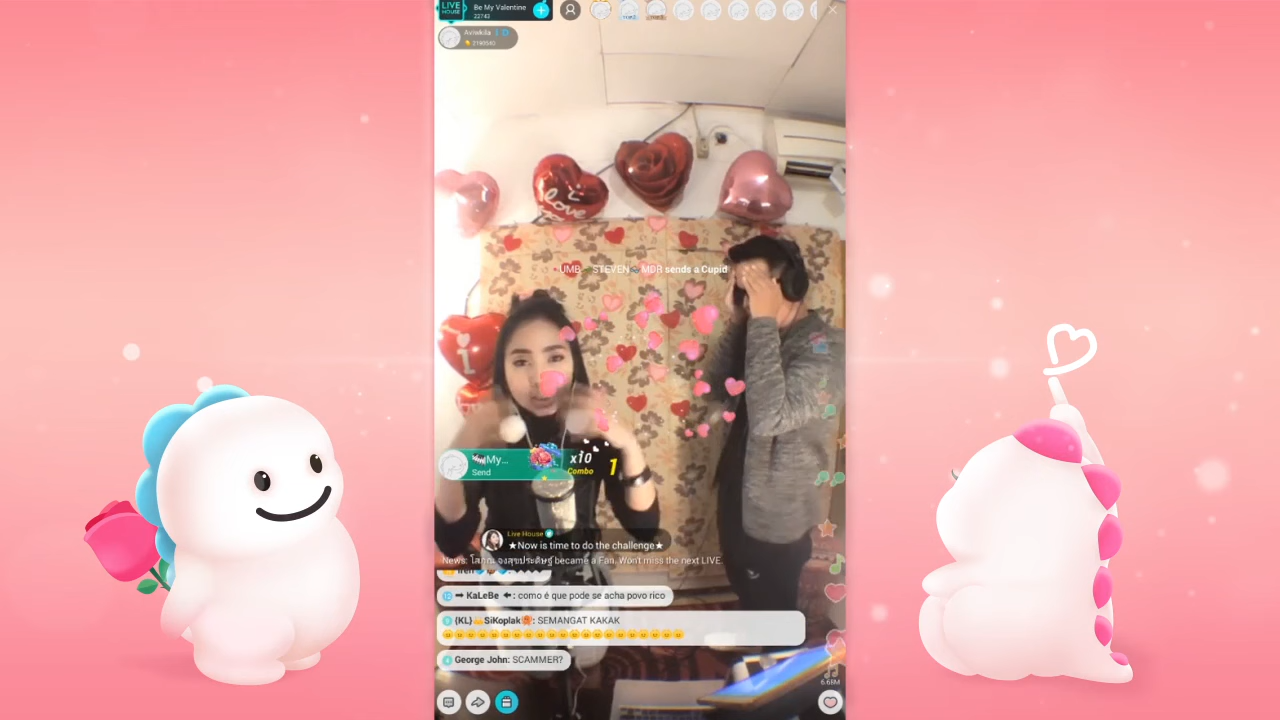 LIVE
HOUSE
Be My Valentine
22743
Aviwkila
2190540
i
love
UMB STEVEN MDB sends a Cupid
I
My...
Send
x10
Combo
1
Live House
★Now is time to do the challenge★
News: โสภณ จงสุขประดิษฐ์ became a Fan. Won't miss the next LIVE.
KaLeBe : como é que pode se acha povo rico
{KL} SiKoplak : SEMANGAT KAKAK
George John: SCAMMER?
6.68M